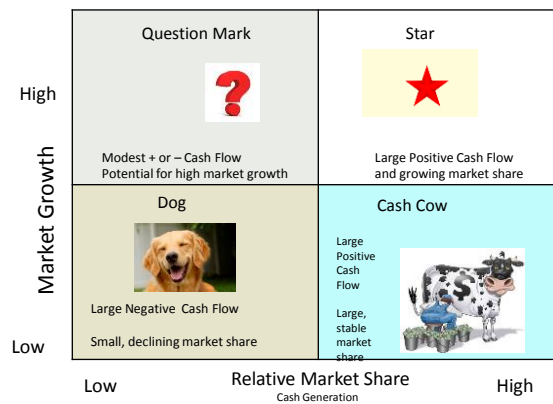 Question Mark
Star
High
Modest + or – Cash Flow
Potential for high market growth
Large Positive Cash Flow
and growing market share
Market Growth
Dog
Cash Cow
Large
Positive
Cash
Flow
Large Negative Cash Flow
Small, declining market share
Large,
stable
market
share
Low
Low
Relative Market Share
High
Cash Generation